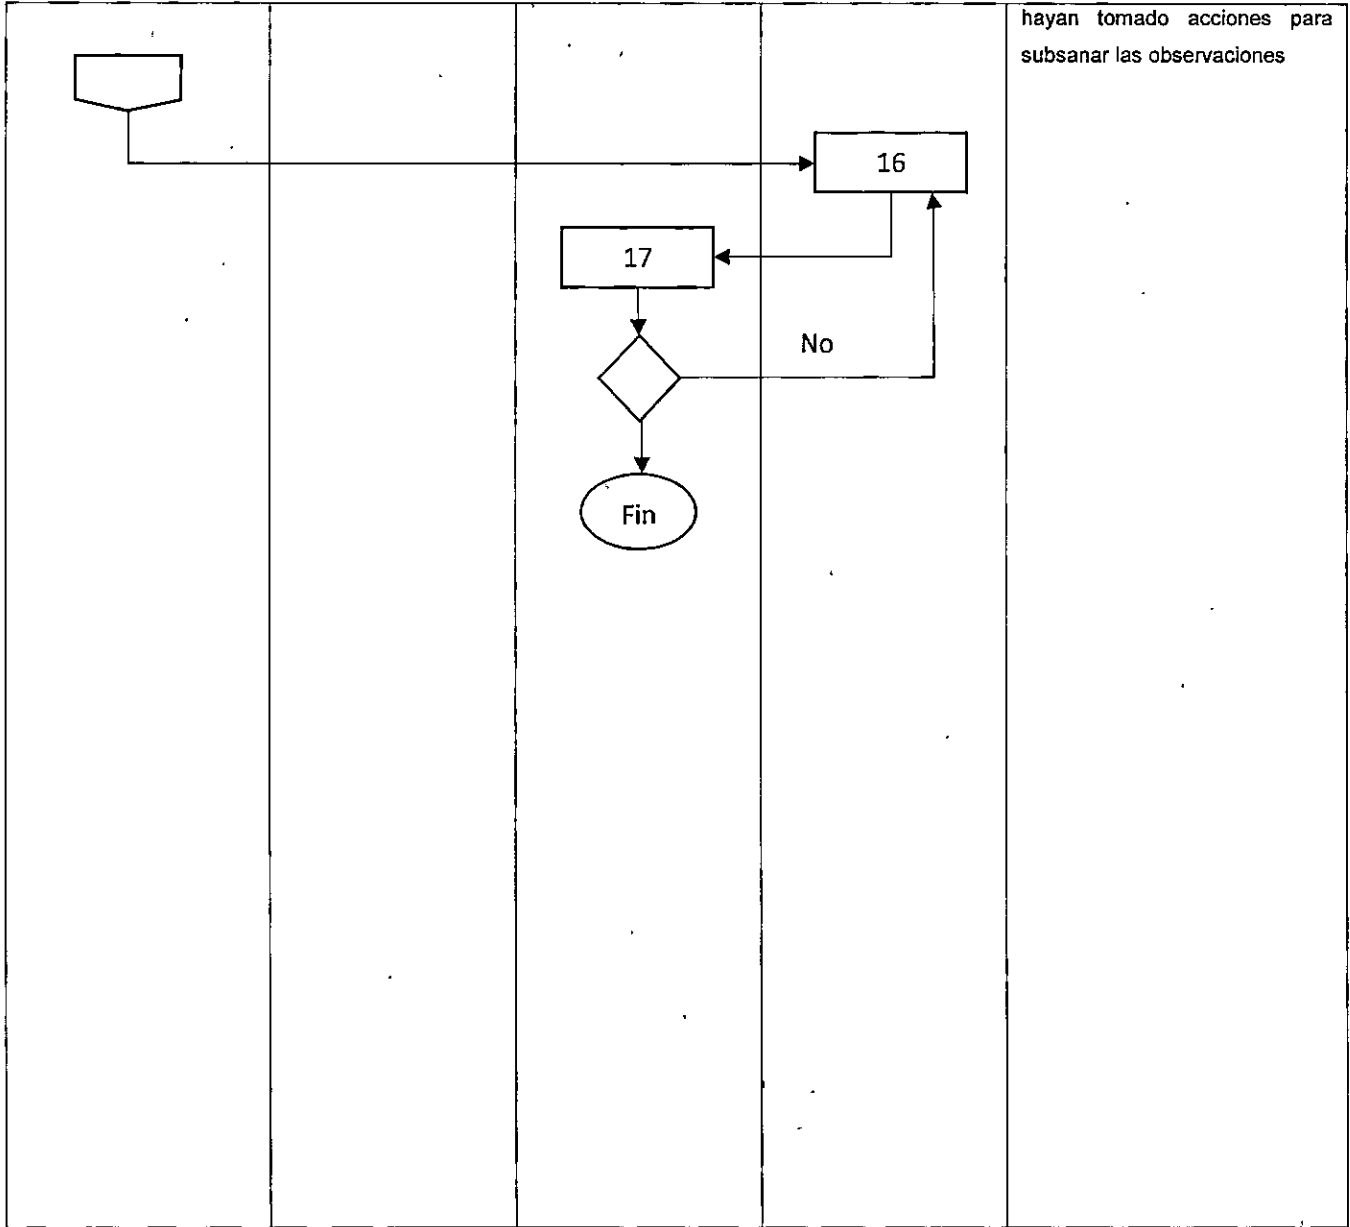 hayan tomado acciones para
subsanar las observaciones
16
17
No
Fin